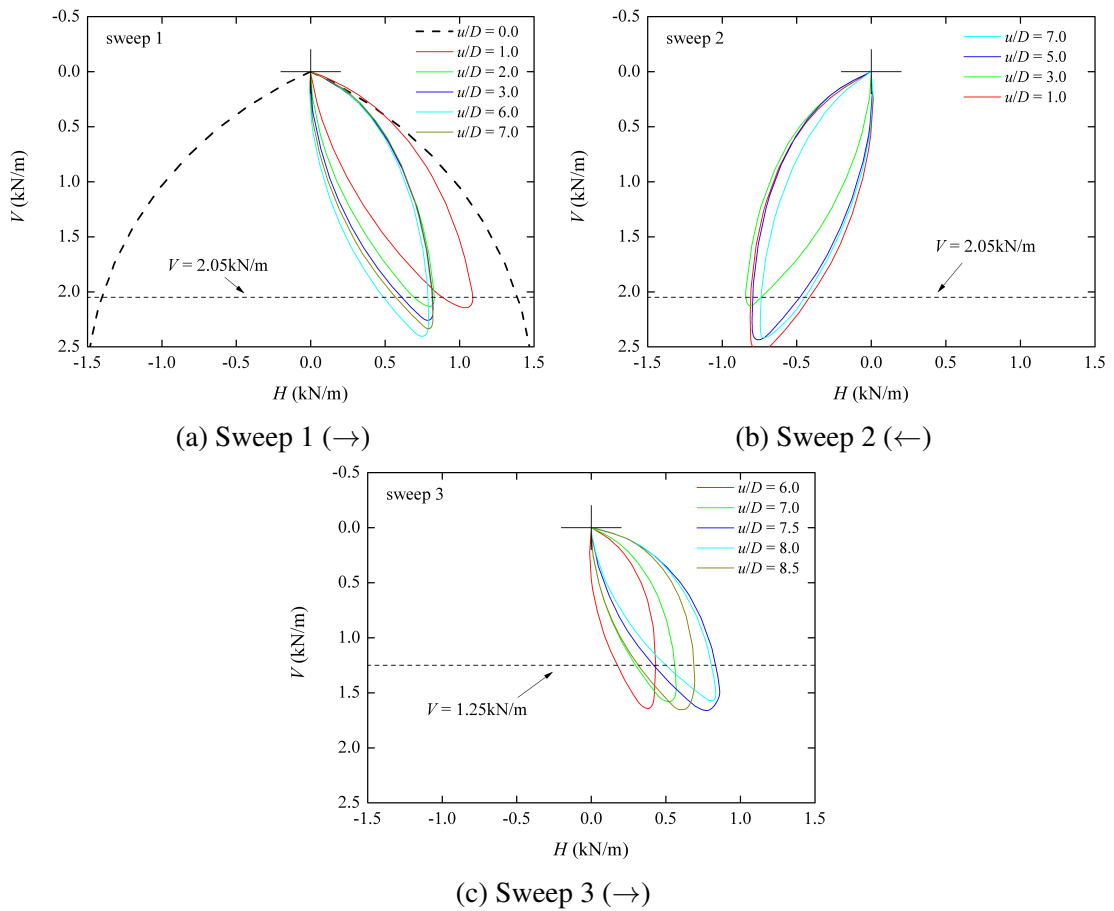 sweep 1
u/D = 0.0
u/D = 1.0
u/D = 2.0
u/D = 3.0
u/D = 6.0
u/D = 7.0
-0.5
0.0
0.5
1.0
1.5
2.0
2.5
V (kN/m)
V = 2.05kN/m
-1.5 -1.0 -0.5 0.0 0.5 1.0 1.5
H (kN/m)
(a) Sweep 1 (→)
sweep 2
u/D = 7.0
u/D = 5.0
u/D = 3.0
u/D = 1.0
-0.5
0.0
0.5
1.0
1.5
2.0
2.5
V (kN/m)
V = 2.05kN/m
-1.5 -1.0 -0.5 0.0 0.5 1.0 1.5
H (kN/m)
(b) Sweep 2 (←)
sweep 3
u/D = 6.0
u/D = 7.0
u/D = 7.5
u/D = 8.0
u/D = 8.5
-0.5
0.0
0.5
1.0
1.5
2.0
2.5
V (kN/m)
V = 1.25kN/m
-1.5 -1.0 -0.5 0.0 0.5 1.0 1.5
H (kN/m)
(c) Sweep 3 (→)